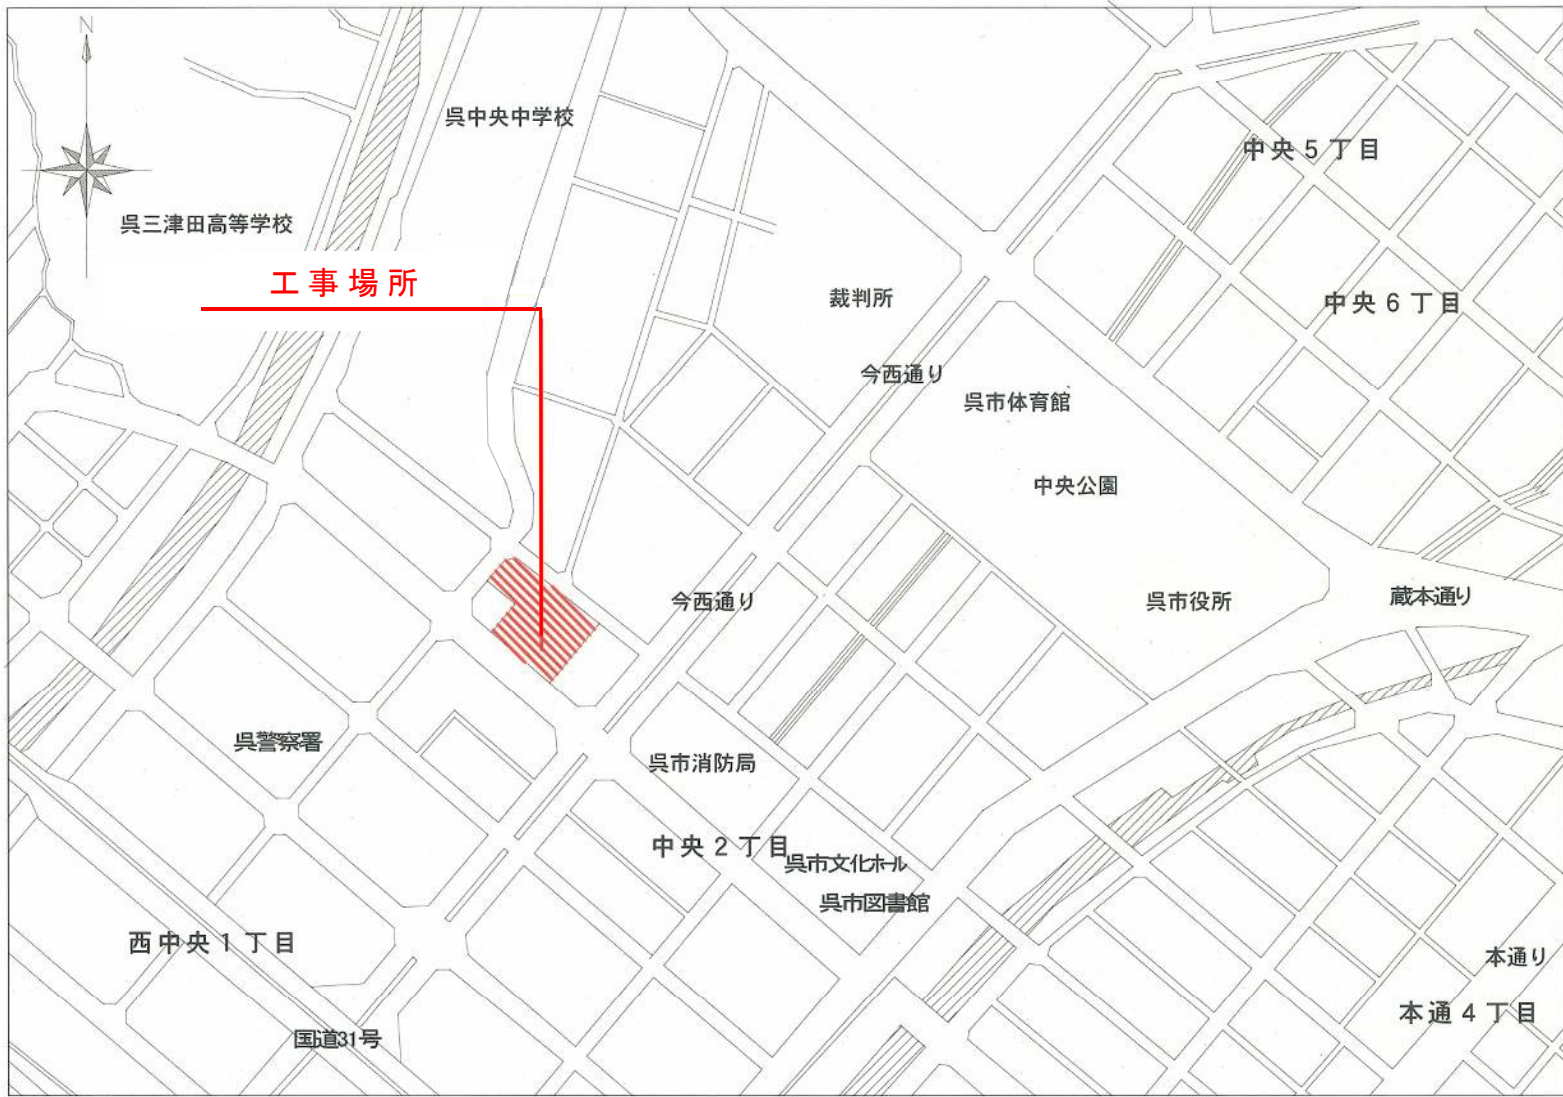 N
呉中央中学校
中央5丁目
呉三津田高等学校
工事場所
裁判所
中央6丁目
今西通り
呉市体育館
中央公園
今西通り
呉市役所
蔵本通り
呉警察署
呉市消防局
中央2丁目
呉市文化ホール
呉市図書館
西中央1丁目
本通り
本通4丁目
国道31号